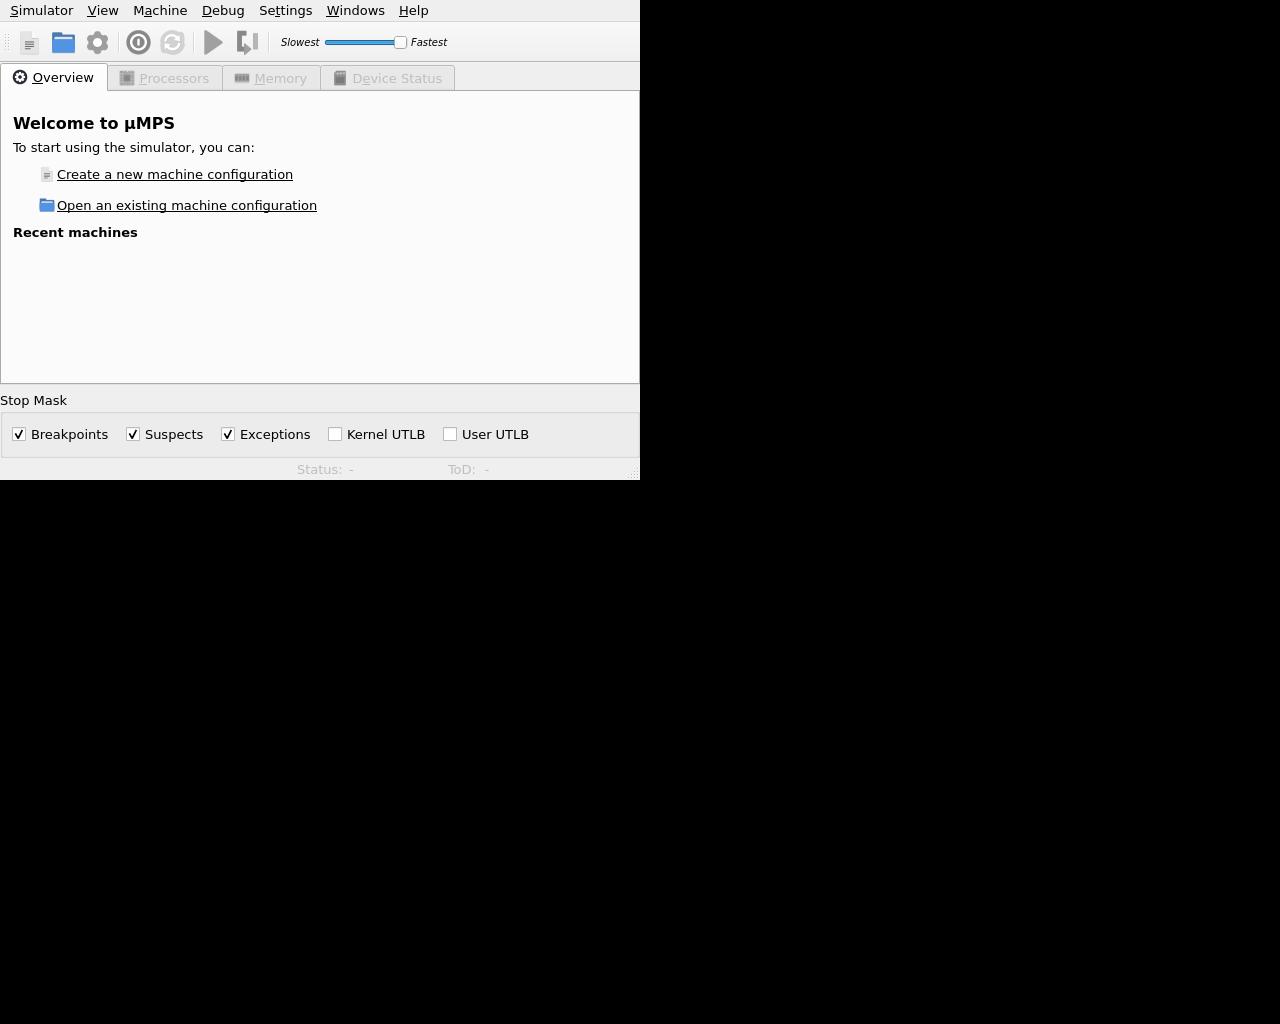 Simulator View Machine Debug Settings Windows Help
Slowest Fastest
Overview Processors Memory Device Status
Welcome to µMPS
To start using the simulator, you can:
Create a new machine configuration
Open an existing machine configuration
Recent machines
Stop Mask
Breakpoints Suspects Exceptions Kernel UTLB User UTLB
Status: - ToD: -